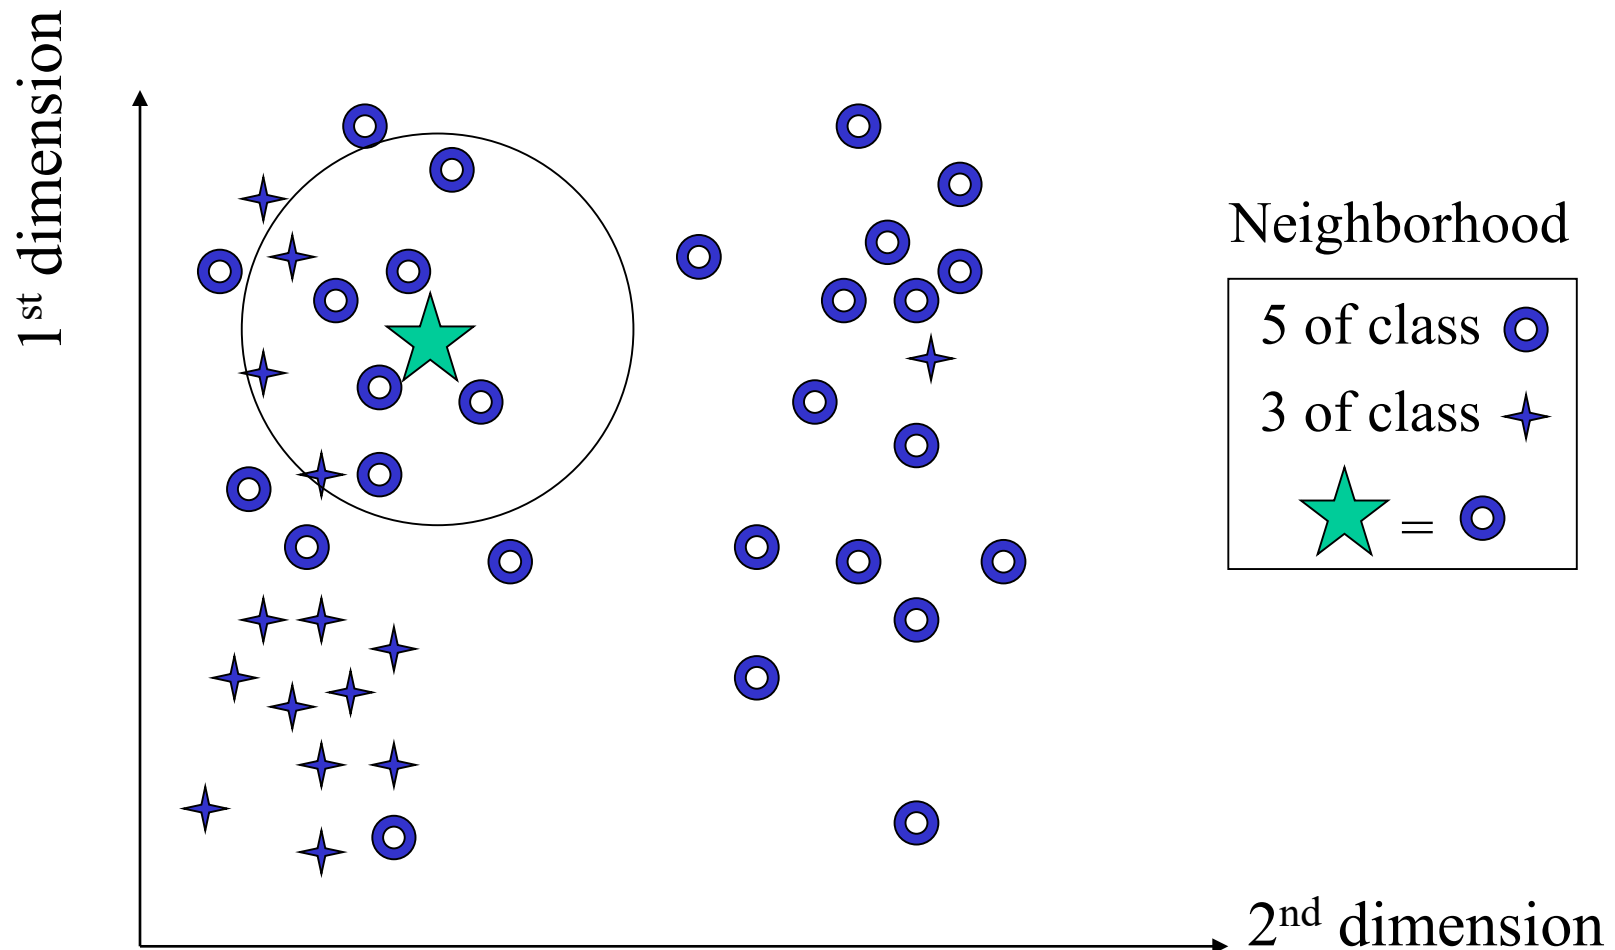 1st dimension
Neighborhood
5 of class
3 of class
=
2nd dimension